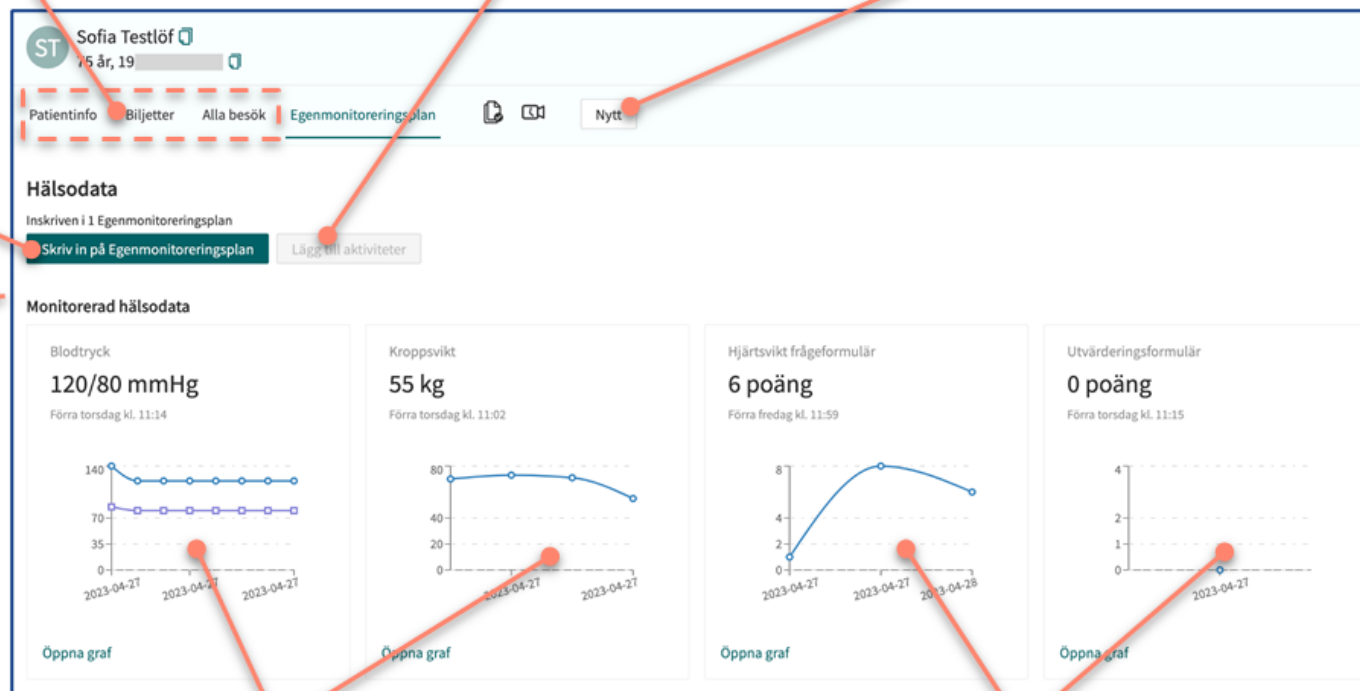 ST
Sofia Testlöf
75 år, 19
Patientinfo Biljetter Alla besök Egenmonitoreringsplan Nytt
Hälsodata
Inskriven i 1 Egenmonitoreringsplan
Skriv in på Egenmonitoreringsplan Lägg till aktiviteter
Monitorerad hälsodata
Blodtryck
120/80 mmHg
Förra torsdag kl. 11:14
140
70
35
0
2023-04-27 2023-04-27 2023-04-27
Öppna graf
Kroppsvikt
55 kg
Förra torsdag kl. 11:02
80
40
20
0
2023-04-27 2023-04-27
Öppna graf
Hjärtsvikt frågeformulär
6 poäng
Förra fredag kl. 11:59
8
4
2
0
2023-04-27 2023-04-27 2023-04-28
Öppna graf
Utvärderingsformulär
0 poäng
Förra torsdag kl. 11:15
4
2
1
0
2023-04-27
Öppna graf